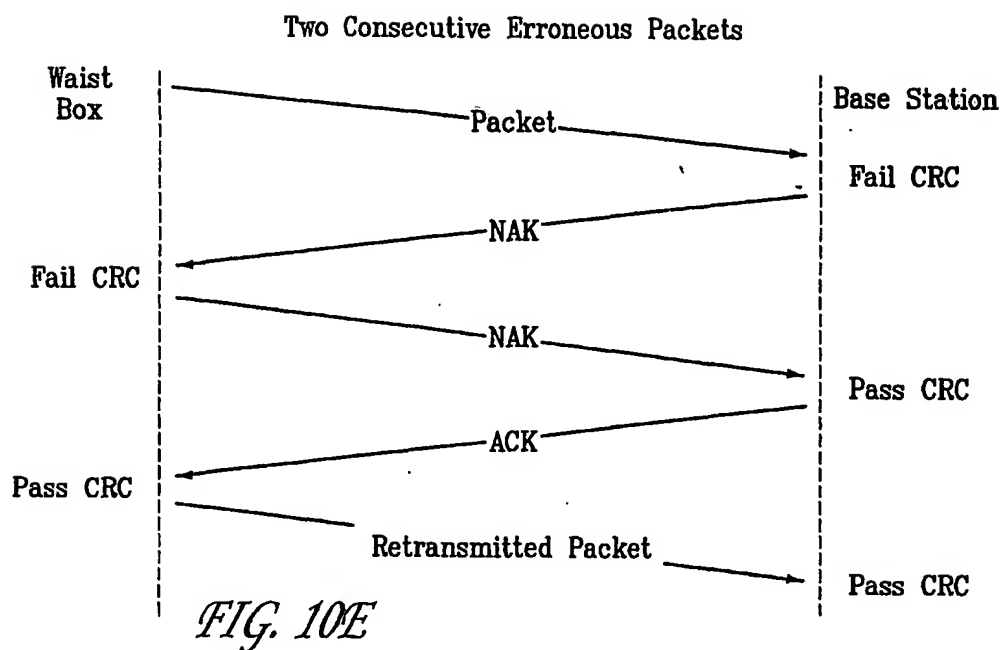 Two Consecutive Erroneous Packets
Waist
Box
Base Station
Packet
Fail CRC
NAK
Fail CRC
NAK
Pass CRC
ACK
Pass CRC
Retransmitted Packet
Pass CRC
FIG. 10E